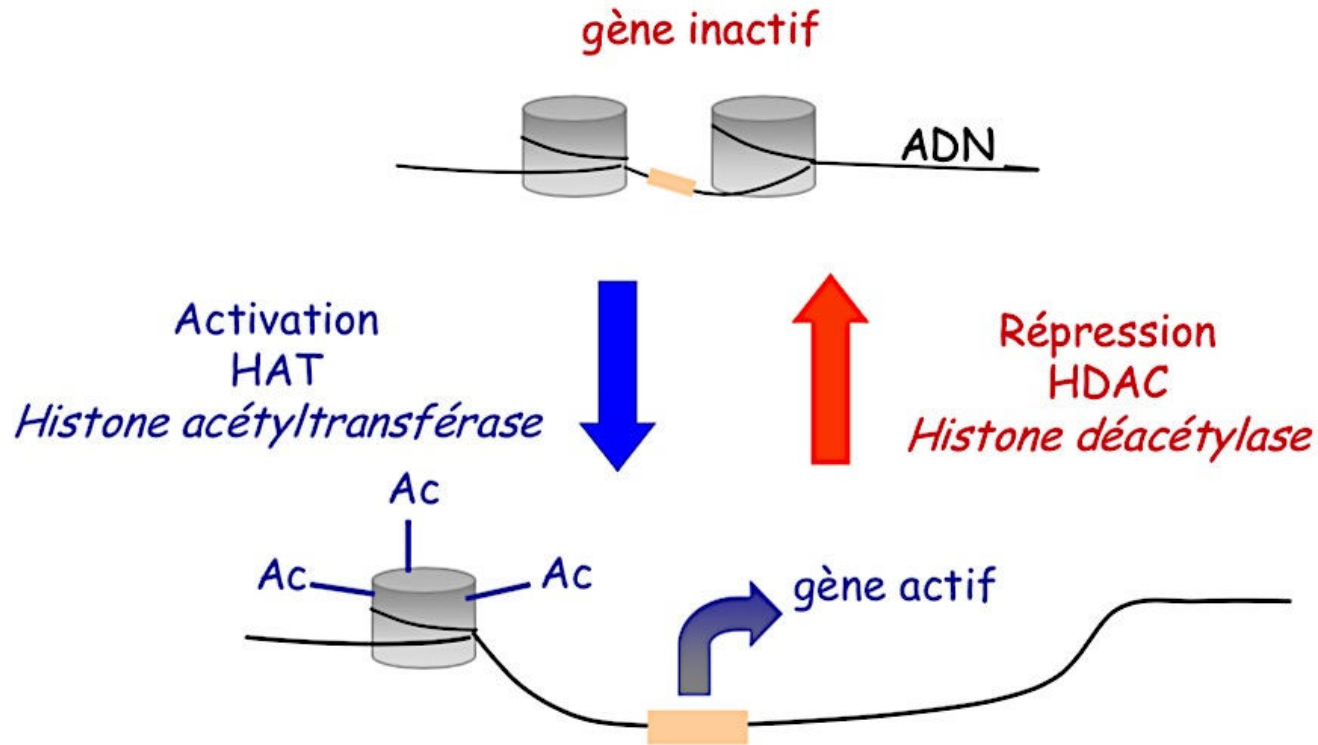 gène inactif
ADN
Activation
HAT
Histone acétyltransférase
Répression
HDAC
Histone déacétylase
Ac
Ac
Ac
gène actif